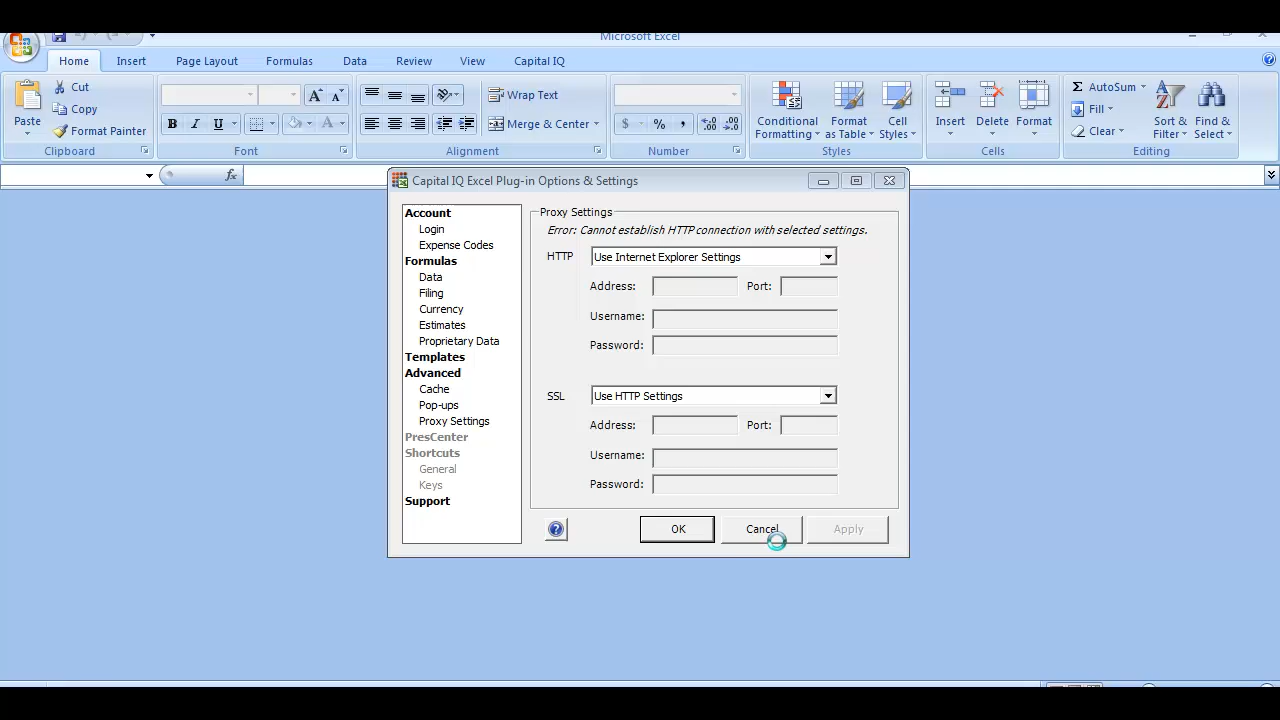 Microsoft Excel
Home Insert Page Layout Formulas Data Review View Capital IQ
Cut
Copy
Format Painter
Paste
Clipboard
B I U
Font
Wrap Text
Merge & Center
Alignment
$ % ,
Number
Conditional Formatting
Format as Table
Cell Styles
Styles
Insert
Delete
Format
Cells
Σ AutoSum
Fill
Clear
Sort & Filter
Find & Select
Editing
fx
Capital IQ Excel Plug-in Options & Settings
Account
Login
Expense Codes
Formulas
Data
Filing
Currency
Estimates
Proprietary Data
Templates
Advanced
Cache
Pop-ups
Proxy Settings
PresCenter
Shortcuts
General
Keys
Support
Proxy Settings
Error: Cannot establish HTTP connection with selected settings.
HTTP Use Internet Explorer Settings
Address: Port:
Username:
Password:
SSL Use HTTP Settings
Address: Port:
Username:
Password:
OK Cancel Apply